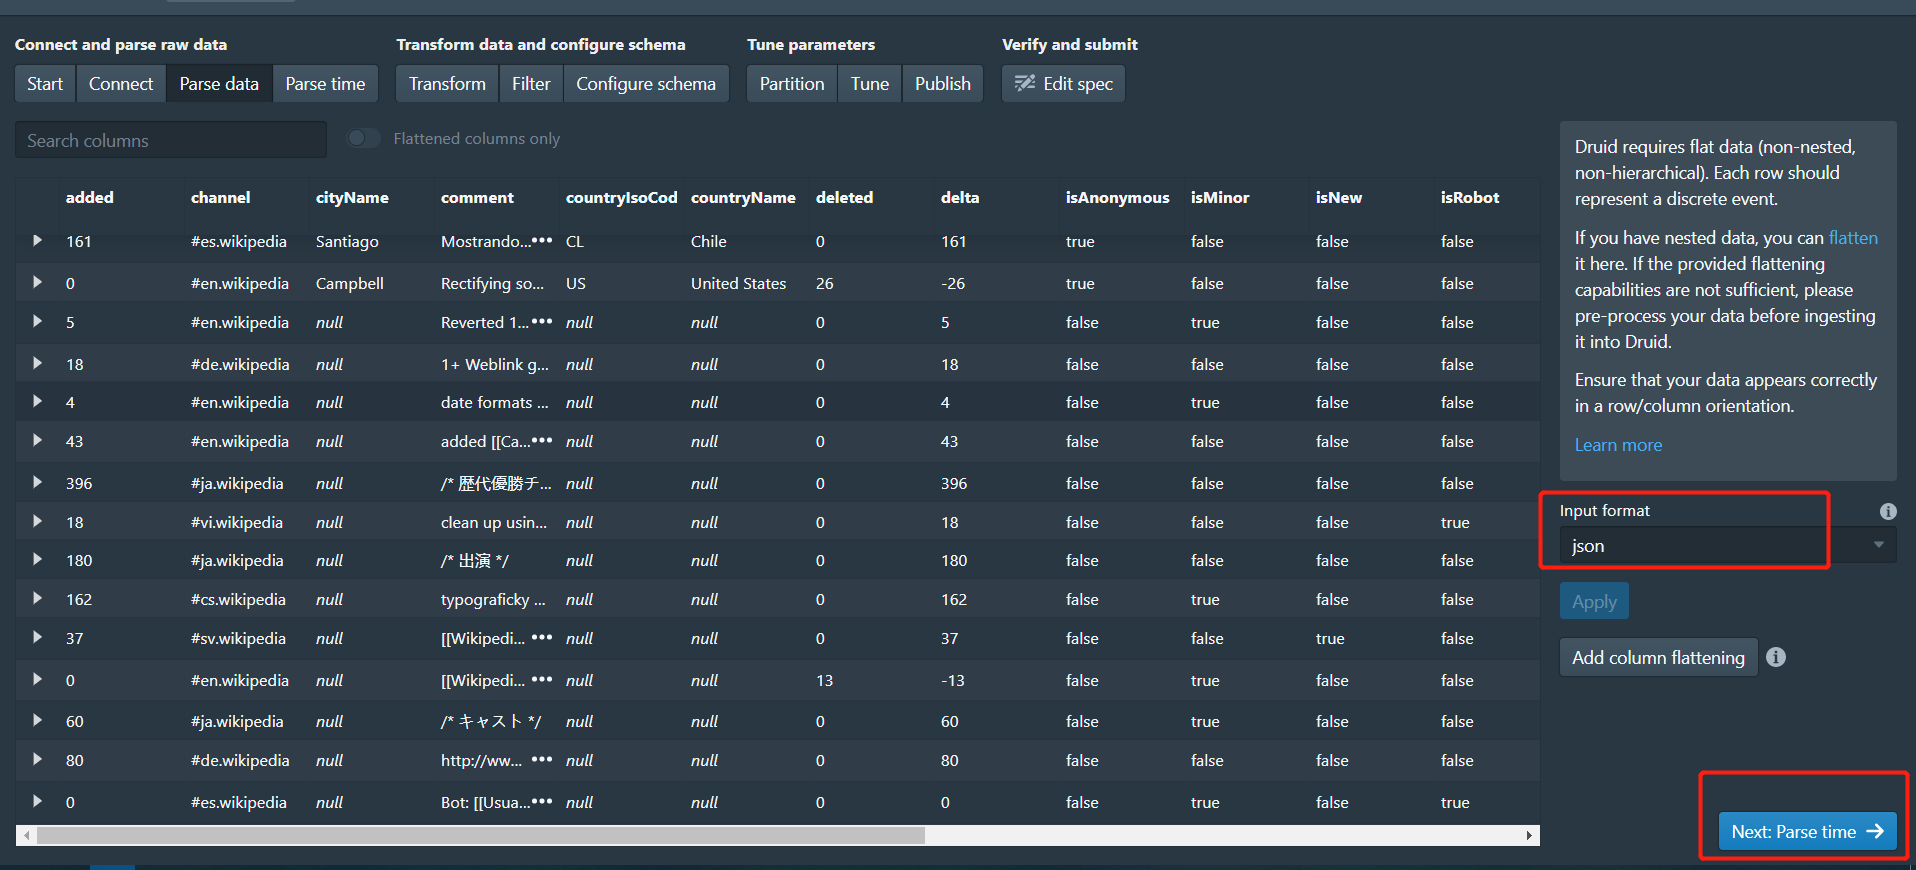 Connect and parse raw data Transform data and configure schema Tune parameters Verify and submit
Start Connect Parse data Parse time Transform Filter Configure schema Partition Tune Publish Edit spec
Search columns Flattened columns only
added channel cityName comment countryIsoCod countryName deleted delta isAnonymous isMinor isNew isRobot
161 #es.wikipedia Santiago Mostrando...••• CL Chile 0 161 true false false false
0 #en.wikipedia Campbell Rectifying so... US United States 26 -26 true false false false
5 #en.wikipedia null Reverted 1...••• null null 0 5 false true false false
18 #de.wikipedia null 1+ Weblink g... null null 0 18 false false false false
4 #en.wikipedia null date formats ... null null 0 4 false true false false
43 #en.wikipedia null added [[Ca...••• null null 0 43 false false false false
396 #ja.wikipedia null /* 歴代優勝チ... null null 0 396 false false false false
18 #vi.wikipedia null clean up usin... null null 0 18 false false false true
180 #ja.wikipedia null /* 出演 */ null null 0 180 false false false false
162 #cs.wikipedia null typograficky ... null null 0 162 false true false false
37 #sv.wikipedia null [[Wikipedi... ••• null null 0 37 false false true false
0 #en.wikipedia null [[Wikipedi... ••• null null 13 -13 false true false false
60 #ja.wikipedia null /* キャスト */ null null 0 60 false true false false
80 #de.wikipedia null http://ww... ••• null null 0 80 false false false false
0 #es.wikipedia null Bot: [[Usua...••• null null 0 0 false true false true
Druid requires flat data (non-nested,
non-hierarchical). Each row should
represent a discrete event.
If you have nested data, you can flatten
it here. If the provided flattening
capabilities are not sufficient, please
pre-process your data before ingesting
it into Druid.
Ensure that your data appears correctly
in a row/column orientation.
Learn more
Input format
json
Apply
Add column flattening
Next: Parse time →